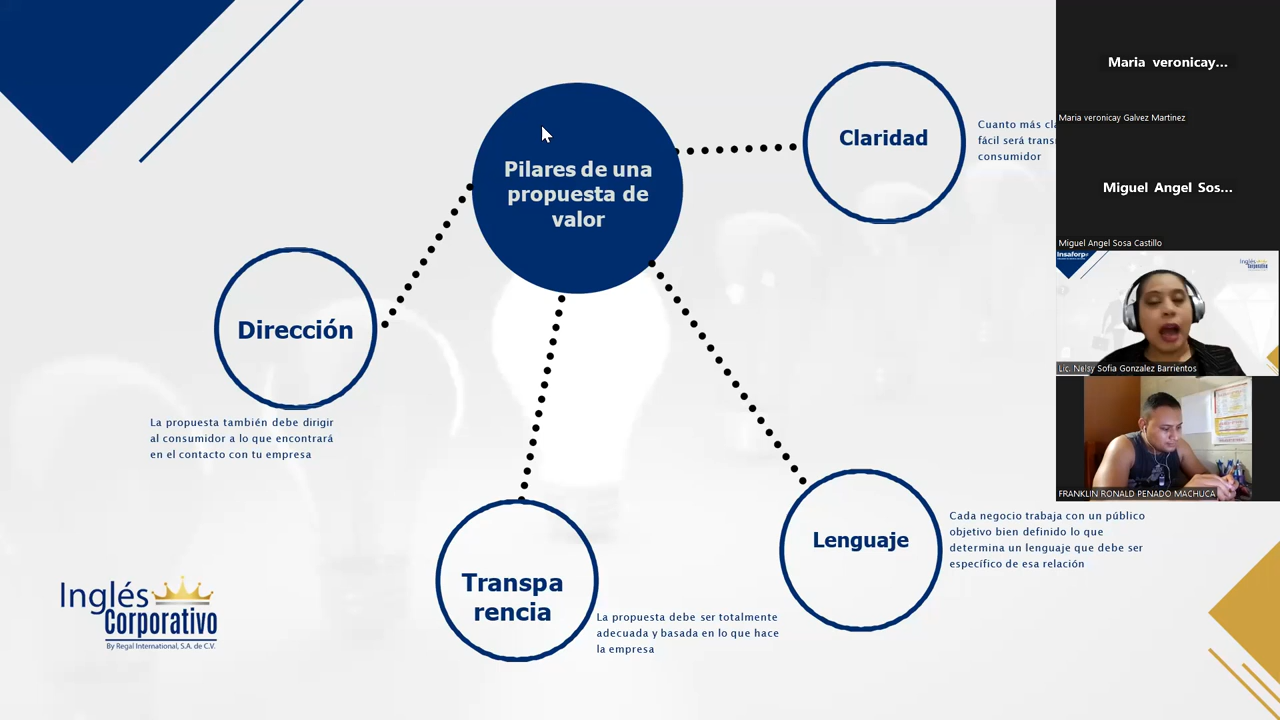 Pilares de una
propuesta de
valor
Claridad
Cuanto más
fácil será
consumidor
Dirección
La propuesta también debe dirigir
al consumidor a lo que encontrará
en el contacto con tu empresa
Transpa
rencia
La propuesta debe ser totalmente
adecuada y basada en lo que hace
la empresa
Lenguaje
Cada negocio trabaja con un público
objetivo bien definido lo que
determina un lenguaje que debe ser
específico de esa relación
Inglés
Corporativo
By Regal International, S.A. de C.V.
Maria veronicay...
Maria veronicay Galvez Martinez
Miguel Angel Sos...
Miguel Angel Sosa Castillo
Insaforp
Inglés
Corporativo
Lic. Nelsy Sofia Gonzalez Barrientos
FRANKLIN RONALD PENADO MACHUCA